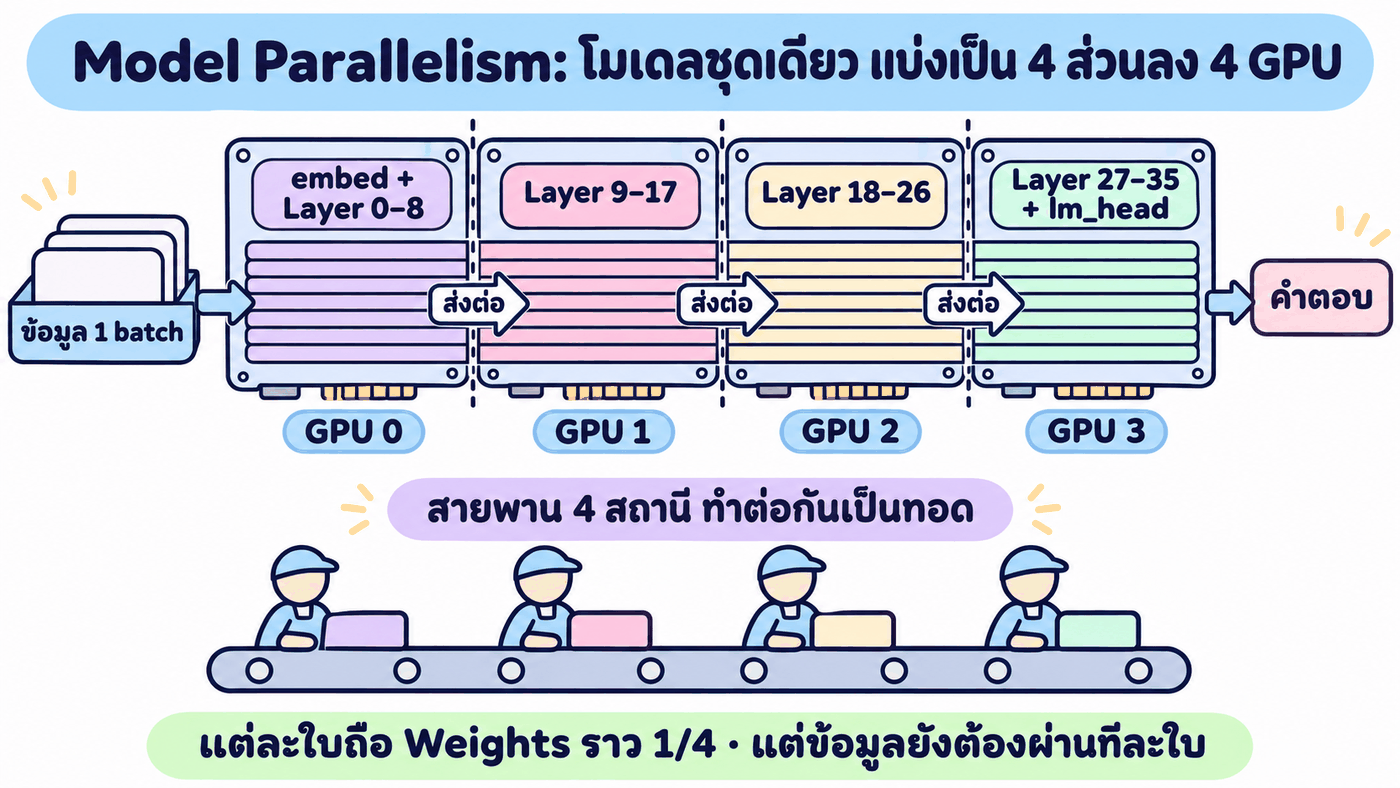 Model Parallelism: โมเดลชุดเดียว แบ่งเป็น 4 ส่วนลง 4 GPU
embed +
Layer 0–8
Layer 9–17
Layer 18–26
Layer 27–35
+ lm_head
ข้อมูล 1 batch
ส่งต่อ
ส่งต่อ
ส่งต่อ
คำตอบ
GPU 0
GPU 1
GPU 2
GPU 3
สายพาน 4 สถานี ทำต่อกันเป็นทอด
แต่ละใบถือ Weights ราว 1/4 · แต่ข้อมูลยังต้องผ่านทีละใบ